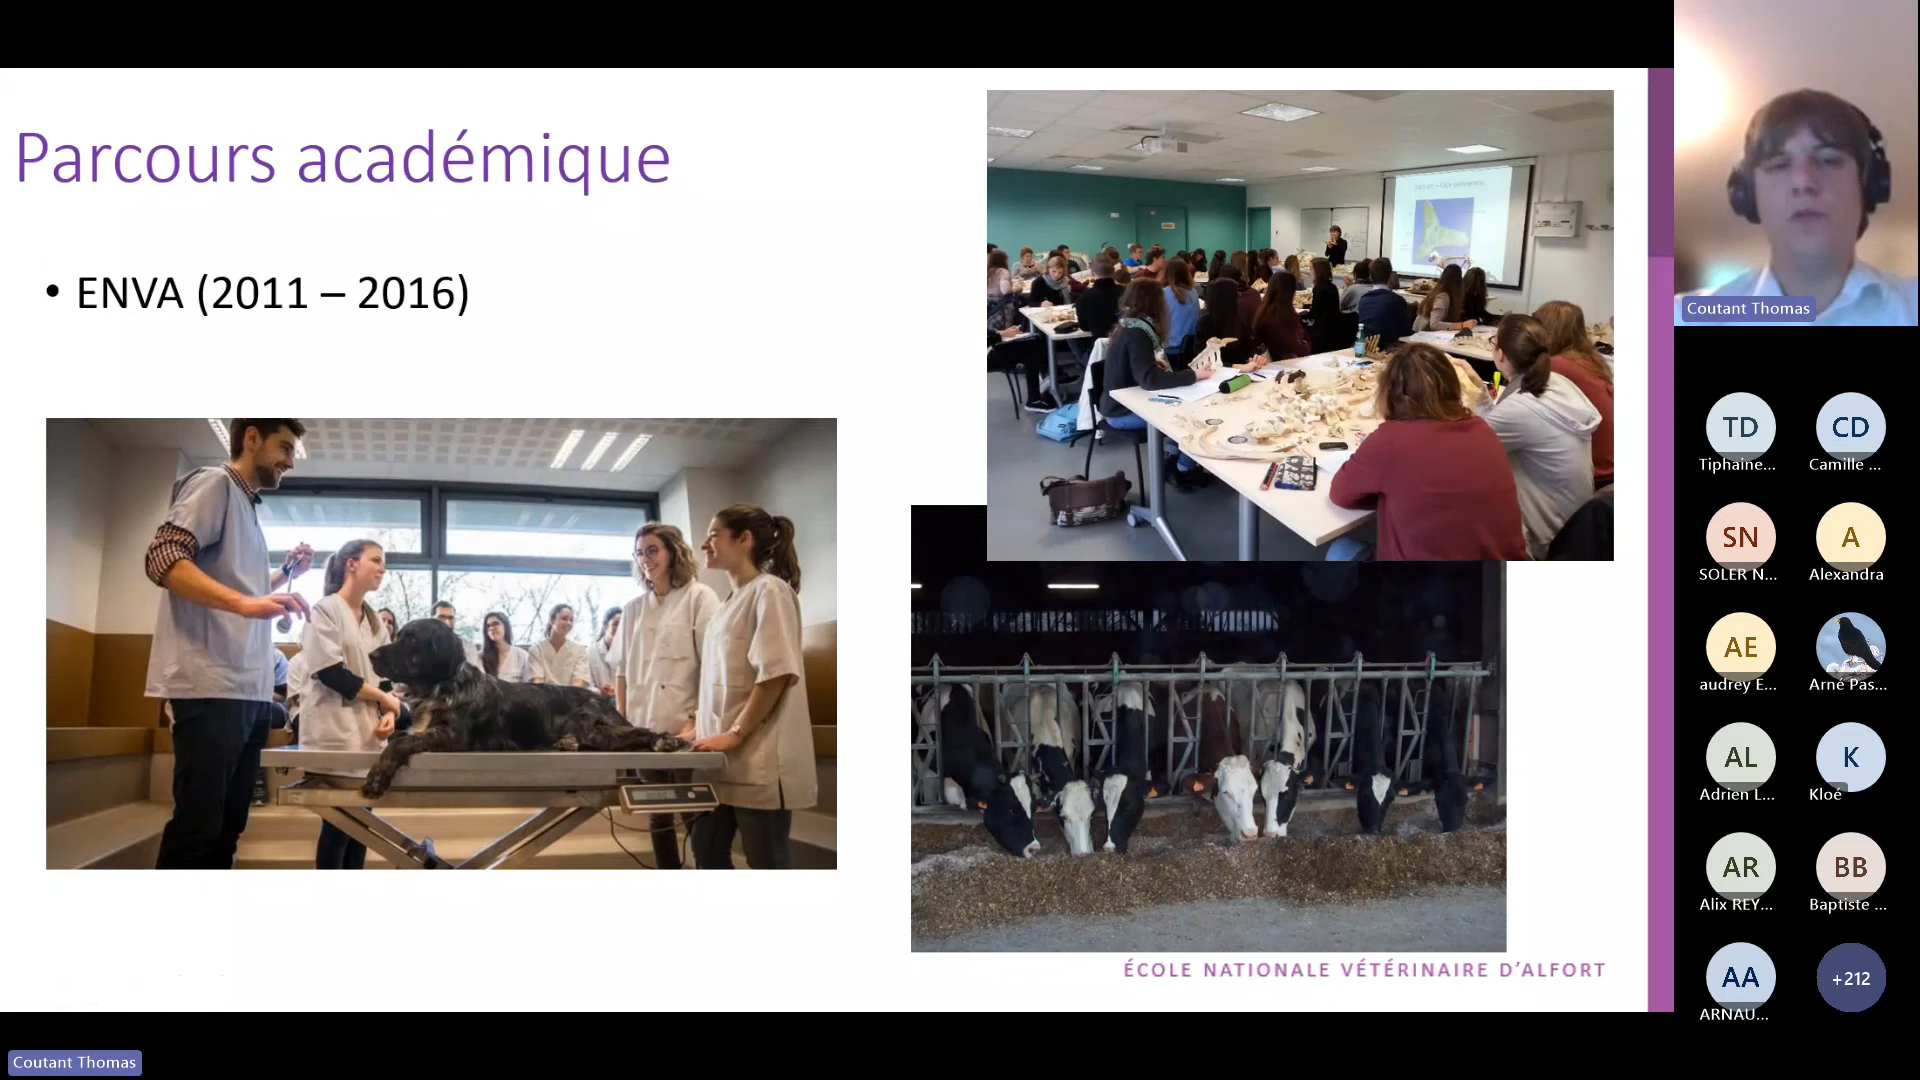 Parcours académique
• ENVA (2011 – 2016)
ÉCOLE NATIONALE VÉTÉRINAIRE D’ALFORT
Coutant Thomas
TD
Tiphaine...
CD
Camille ...
SN
SOLER N...
A
Alexandra
AE
audrey E...
Arné Pas...
AL
Adrien L...
K
Kloé
AR
Alix REY...
BB
Baptiste ...
AA
ARNAU...
+212
Coutant Thomas